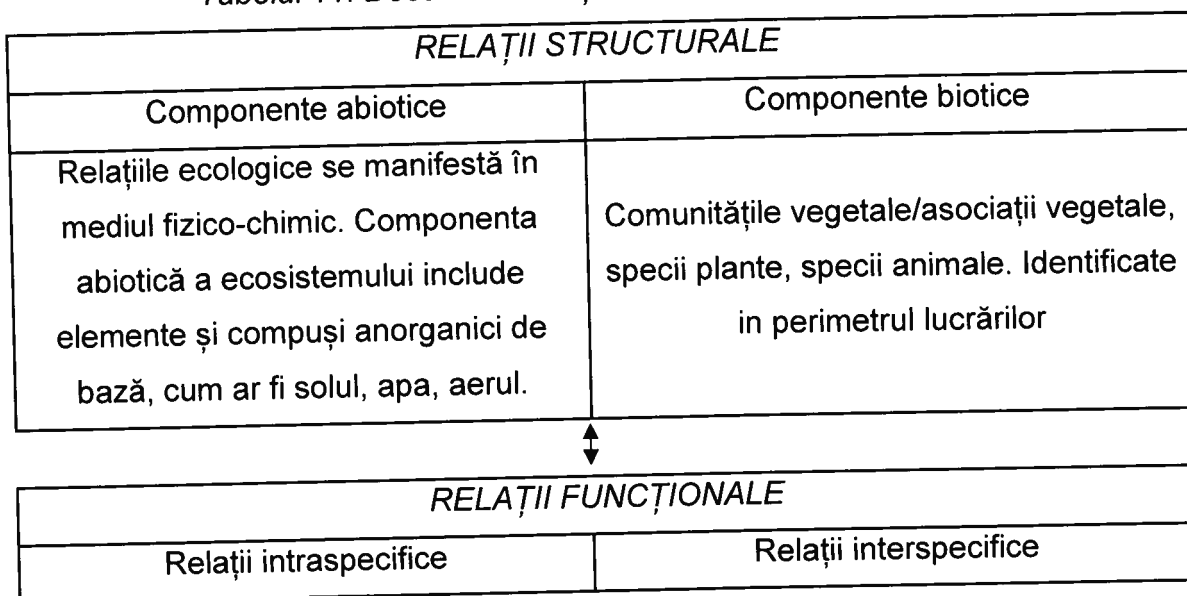 RELAȚII STRUCTURALE
Componente abiotice
Componente biotice
Relațiile ecologice se manifestă în
mediul fizico-chimic. Componenta
abiotică a ecosistemului include
elemente și compuși anorganici de
bază, cum ar fi solul, apa, aerul.
Comunitățile vegetale/asociații vegetale,
specii plante, specii animale. Identificate
in perimetrul lucrărilor
RELAȚII FUNCȚIONALE
Relații intraspecifice
Relații interspecifice